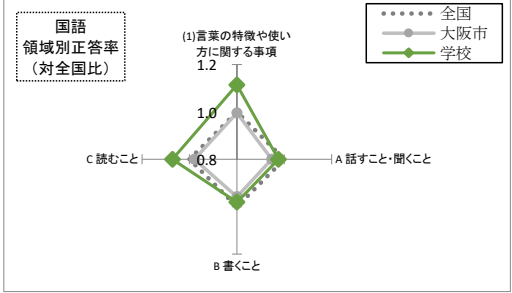 国語
領域別正答率
（対全国比）
全国
大阪市
学校
(1)言葉の特徴や使い
方に関する事項
1.2
1.0
0.8
C 読むこと
A 話すこと・聞くこと
B 書くこと